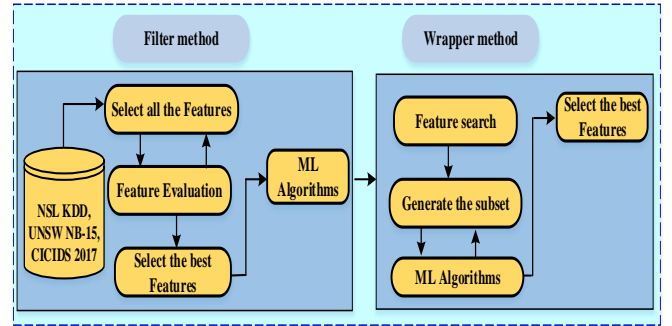 Filter method
Wrapper method
Select all the Features
Feature Evaluation
Select the best
Features
NSL KDD,
UNSW NB-15,
CICIDS 2017
ML
Algorithms
Feature search
Generate the subset
ML Algorithms
Select the best
Features